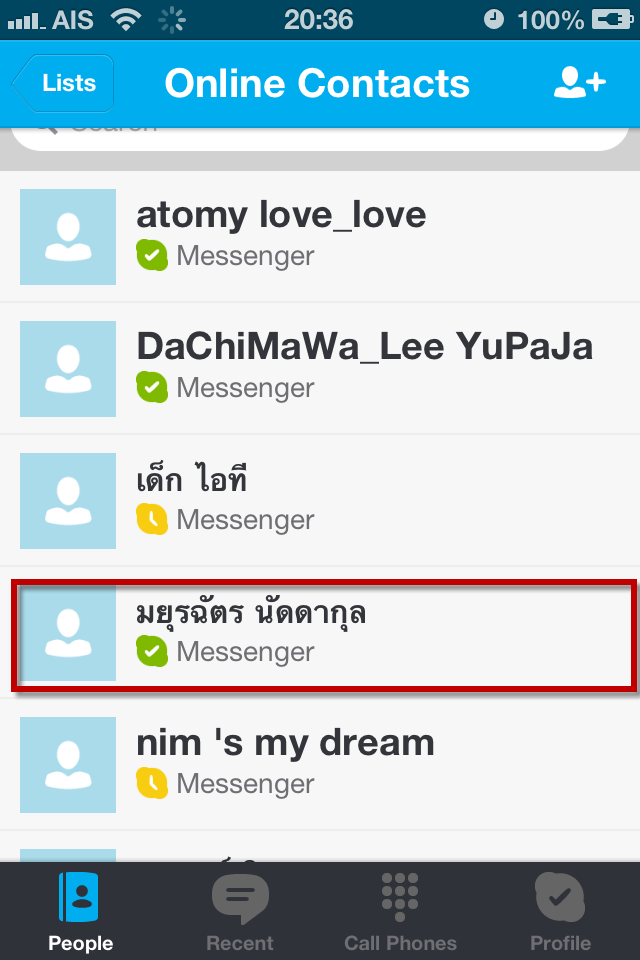 AIS 20:36 100%
Lists Online Contacts
Search
atomy love_love
Messenger
DaChiMaWa_Lee YuPaJa
Messenger
เด็ก ไอที
Messenger
มยุรฉัตร นัดดากุล
Messenger
nim 's my dream
Messenger
People Recent Call Phones Profile